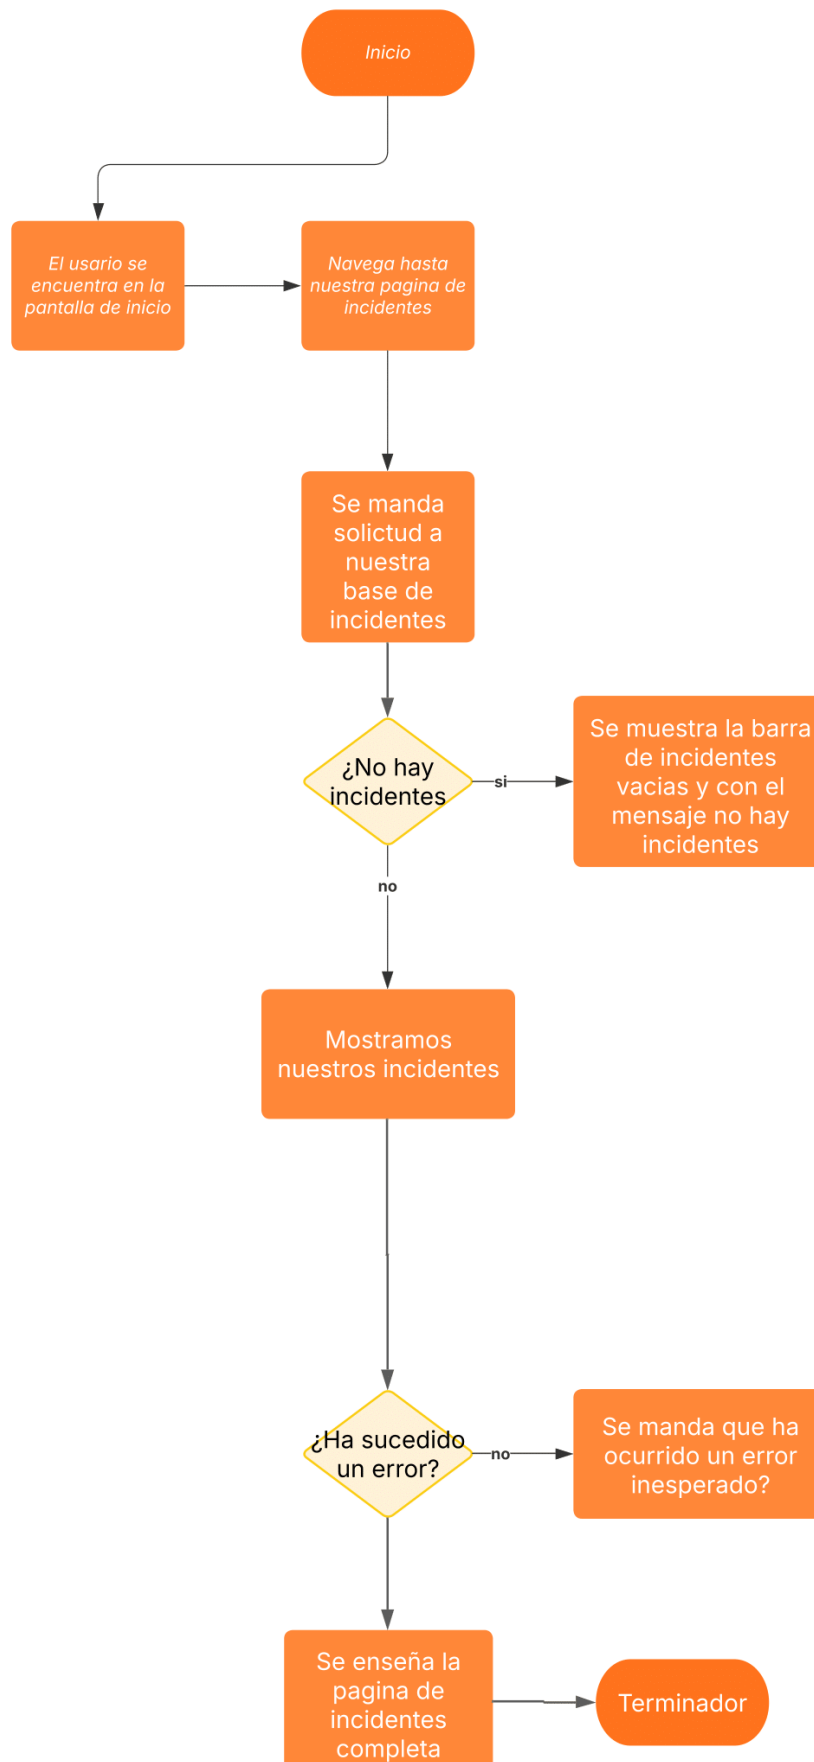 Inicio
El usario se
encuentra en la
pantalla de inicio
Navega hasta
nuestra pagina de
incidentes
Se manda
solictud a
nuestra
base de
incidentes
¿No hay
incidentes
si
Se muestra la barra
de incidentes
vacias y con el
mensaje no hay
incidentes
no
Mostramos
nuestros incidentes
¿Ha sucedido
un error?
no
Se manda que ha
ocurrido un error
inesperado?
Se enseña la
pagina de
incidentes
completa
Terminador